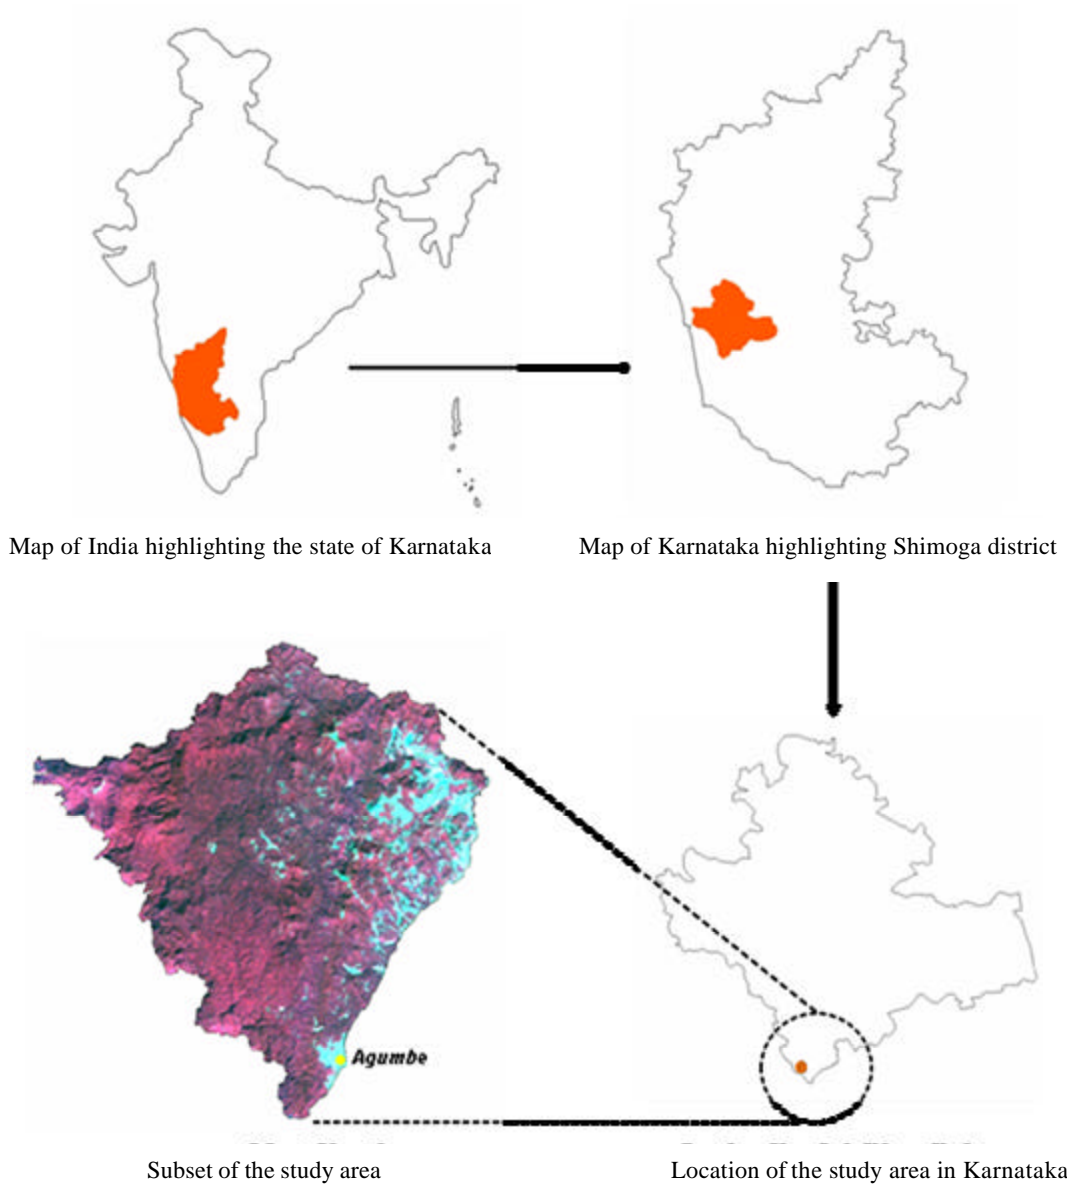 Map of India highlighting the state of Karnataka
Map of Karnataka highlighting Shimoga district
Agumbe
Subset of the study area
Location of the study area in Karnataka